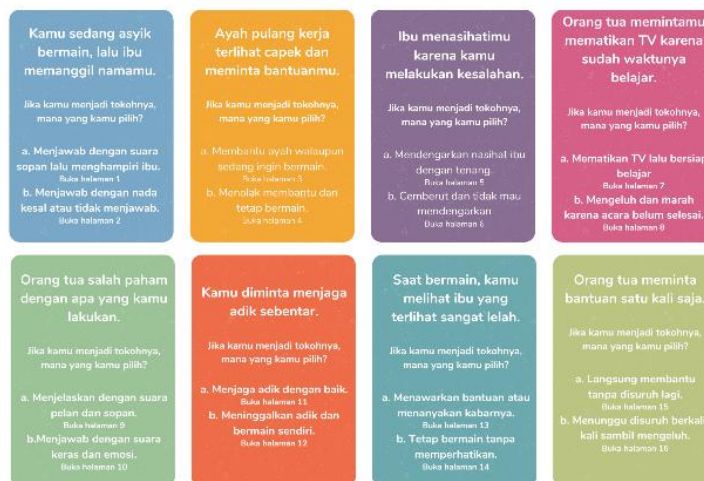 Kamu sedang asyik
bermain, lalu ibu
memanggil namamu.
Jika kamu menjadi tokohnya,
mana yang kamu pilih?
a. Menjawab dengan suara
sopan lalu menghampiri ibu.
Buka halaman 1
b. Menjawab dengan nada
kesal atau tidak menjawab.
Buka halaman 2
Ayah pulang kerja
terlihat capek dan
meminta bantuanmu.
Jika kamu menjadi tokohnya,
mana yang kamu pilih?
a. Membantu ayah walaupun
sedang ingin bermain.
Buka halaman 3
b. Menolak membantu dan
tetap bermain.
Buka halaman 4
Ibu menasihatimu
karena kamu
melakukan kesalahan.
Jika kamu menjadi tokohnya,
mana yang kamu pilih?
a. Mendengarkan nasihat ibu
dengan tenang.
Buka halaman 5
b. Cemberut dan tidak mau
mendengarkan
Buka halaman 6
Orang tua memintamu
mematikan TV karena
sudah waktunya
belajar.
Jika kamu menjadi tokohnya,
mana yang kamu pilih?
a. Mematikan TV lalu bersiap
belajar
Buka halaman 7
b. Mengeluh dan marah
karena acara belum selesai.
Buka halaman 8
Orang tua salah paham
dengan apa yang kamu
lakukan.
Jika kamu menjadi tokohnya,
mana yang kamu pilih?
a. Menjelaskan dengan suara
pelan dan sopan.
Buka halaman 9
b.Menjawab dengan suara
keras dan emosi.
Buka halaman 10
Kamu diminta menjaga
adik sebentar.
Jika kamu menjadi tokohnya,
mana yang kamu pilih?
a. Menjaga adik dengan baik.
Buka halaman 11
b. Meninggalkan adik dan
bermain sendiri.
Buka halaman 12
Saat bermain, kamu
melihat ibu yang
terlihat sangat lelah.
Jika kamu menjadi tokohnya,
mana yang kamu pilih?
a. Menawarkan bantuan atau
menanyakan kabarnya.
Buka halaman 13
b. Tetap bermain tanpa
memperhatikan.
Buka halaman 14
Orang tua meminta
bantuan satu kali saja.
Jika kamu menjadi tokohnya,
mana yang kamu pilih?
a. Langsung membantu
tanpa disuruh lagi.
Buka halaman 15
b. Menunggu disuruh berkali
kali sambil mengeluh.
Buka halaman 16